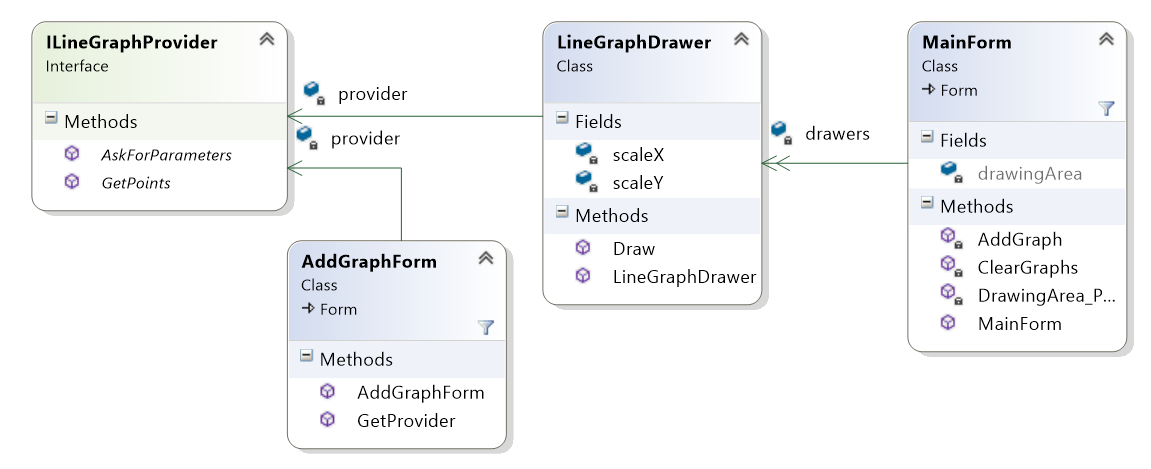 ILineGraphProvider
Interface
Methods
AskForParameters
GetPoints
provider
provider
AddGraphForm
Class
Form
Methods
AddGraphForm
GetProvider
LineGraphDrawer
Class
Fields
scaleX
scaleY
Methods
Draw
LineGraphDrawer
drawers
MainForm
Class
Form
Fields
drawingArea
Methods
AddGraph
ClearGraphs
DrawingArea_P...
MainForm